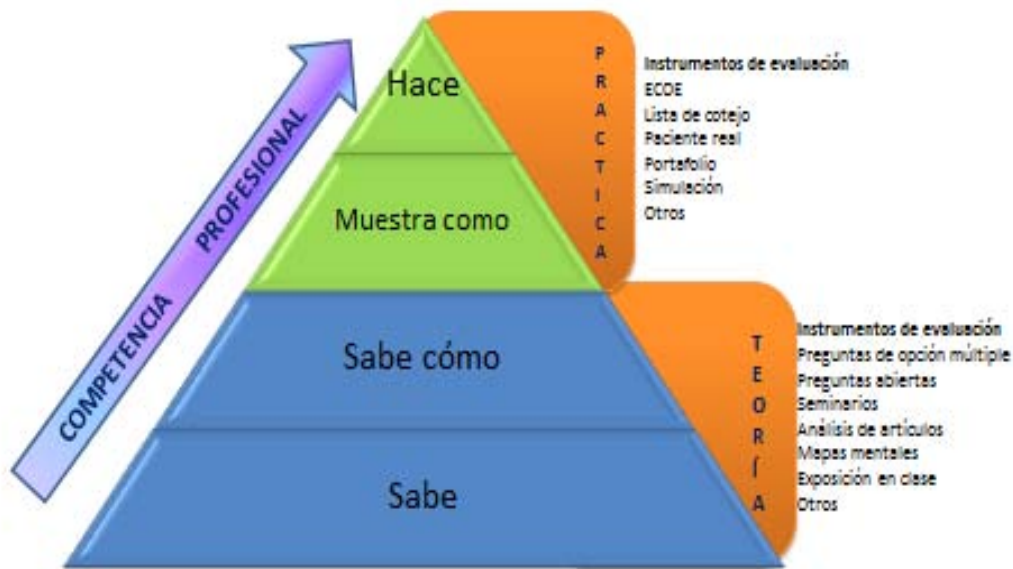 COMPETENCIA PROFESIONAL
Hace
Muestra como
Sabe cómo
Sabe
PRACTICA
Instrumentos de evaluación
ECOE
Lista de cotejo
Paciente real
Portafolio
Simulación
Otros
TEORÍA
Instrumentos de evaluación
Preguntas de opción múltiple
Preguntas abiertas
Seminarios
Análisis de artículos
Mapas mentales
Exposición en clase
Otros